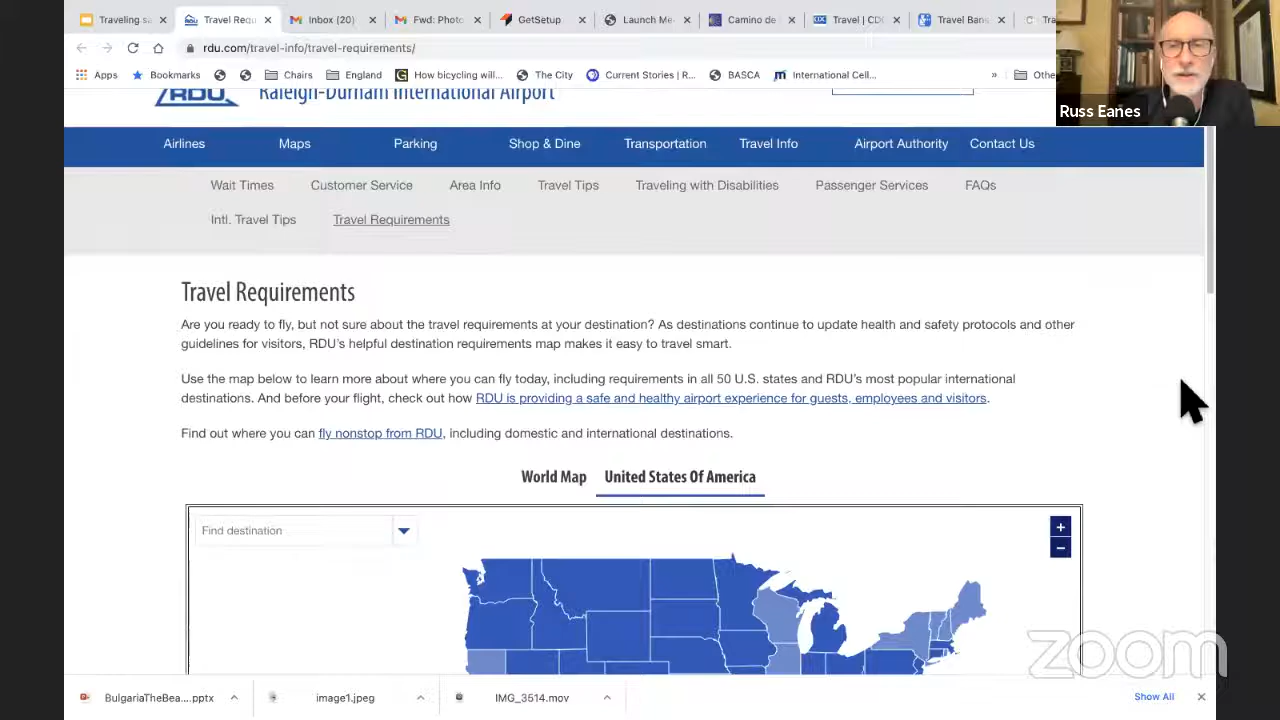 Traveling sa
Travel Requ
Inbox (20)
Fwd: Photo
GetSetup
Launch Me
Camino de
Travel | CDC
Travel Bans
Tra
rdu.com/travel-info/travel-requirements/
Apps
Bookmarks
Chairs
England
How bicycling will...
The City
Current Stories | R...
BASCA
International Cell...
»
Othe
Russ Eanes
RDU
Raleigh-Durham International Airport
Airlines
Maps
Parking
Shop & Dine
Transportation
Travel Info
Airport Authority
Contact Us
Wait Times
Customer Service
Area Info
Travel Tips
Traveling with Disabilities
Passenger Services
FAQs
Intl. Travel Tips
Travel Requirements
Travel Requirements
Are you ready to fly, but not sure about the travel requirements at your destination? As destinations continue to update health and safety protocols and other
guidelines for visitors, RDU's helpful destination requirements map makes it easy to travel smart.
Use the map below to learn more about where you can fly today, including requirements in all 50 U.S. states and RDU's most popular international
destinations. And before your flight, check out how RDU is providing a safe and healthy airport experience for guests, employees and visitors.
Find out where you can fly nonstop from RDU, including domestic and international destinations.
World Map
United States Of America
Find destination
+
−
zoom
BulgariaTheBea....pptx
image1.jpeg
IMG_3514.mov
Show All